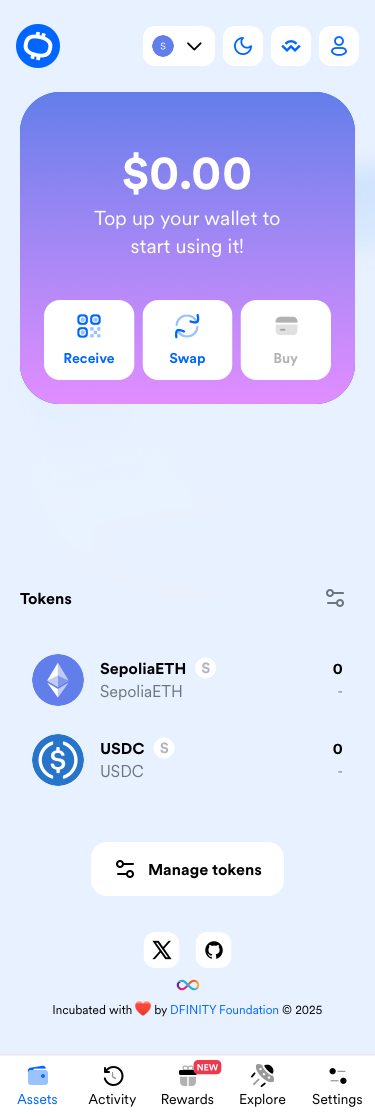 S
$0.00
Top up your wallet to
start using it!
Receive Swap Buy
Tokens
SepoliaETH S 0
SepoliaETH -
USDC S 0
USDC -
Manage tokens
Incubated with ❤️ by DFINITY Foundation © 2025
NEW
Assets Activity Rewards Explore Settings